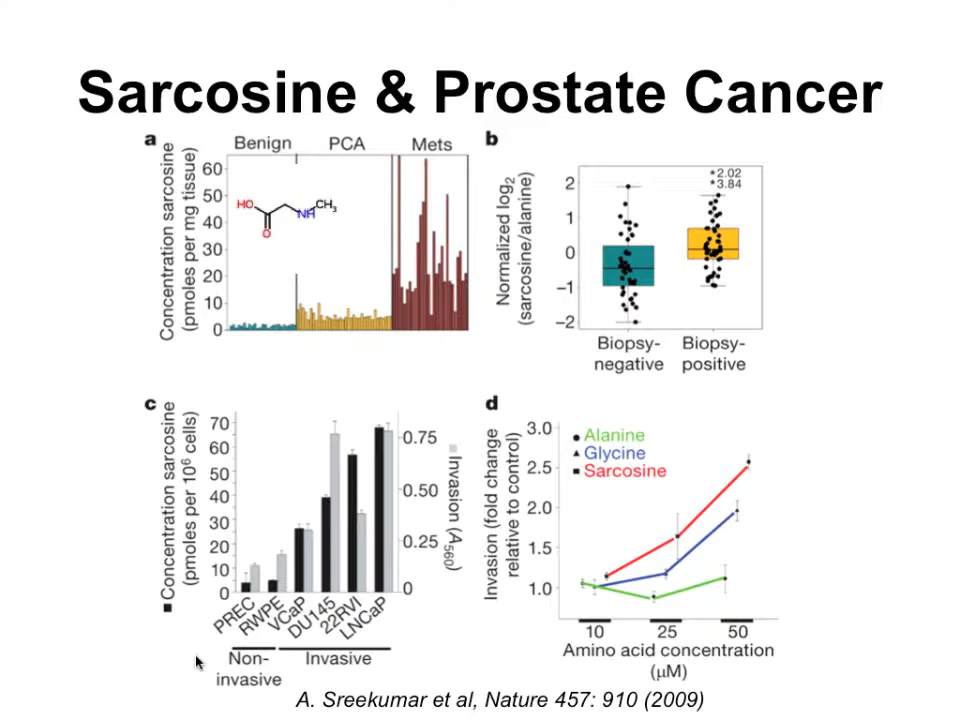 Sarcosine & Prostate Cancer
a
Benign PCA Mets
Concentration sarcosine
(pmoles per mg tissue)
60
50
40
30
20
10
0
HO
O
NH
CH3
b
Normalized log2
(sarcosine/alanine)
2
1
0
–1
–2
*2.02
*3.84
Biopsy-
negative
Biopsy-
positive
c
■ Concentration sarcosine
(pmoles per 10⁶ cells)
70
60
50
40
30
20
10
0
0.75
0.50
0.25
0
Invasion (A560)
PREC
RWPE
VCaP
DU145
22RVI
LNCaP
Non-
invasive
Invasive
d
Invasion (fold change
relative to control)
3.0
2.5
2.0
1.5
1.0
● Alanine
▲ Glycine
■ Sarcosine
10 25 50
Amino acid concentration
(μM)
A. Sreekumar et al, Nature 457: 910 (2009)